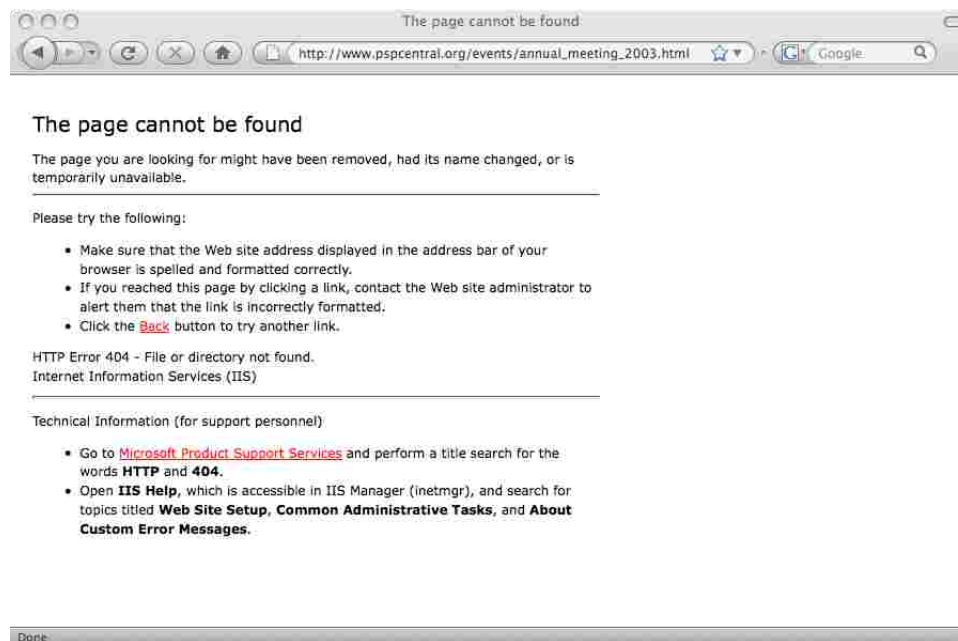 The page cannot be found
http://www.pspcentral.org/events/annual_meeting_2003.html
G
Google
The page cannot be found
The page you are looking for might have been removed, had its name changed, or is
temporarily unavailable.
Please try the following:
• Make sure that the Web site address displayed in the address bar of your
browser is spelled and formatted correctly.
• If you reached this page by clicking a link, contact the Web site administrator to
alert them that the link is incorrectly formatted.
• Click the Back button to try another link.
HTTP Error 404 - File or directory not found.
Internet Information Services (IIS)
Technical Information (for support personnel)
• Go to Microsoft Product Support Services and perform a title search for the
words HTTP and 404.
• Open IIS Help, which is accessible in IIS Manager (inetmgr), and search for
topics titled Web Site Setup, Common Administrative Tasks, and About
Custom Error Messages.
Done